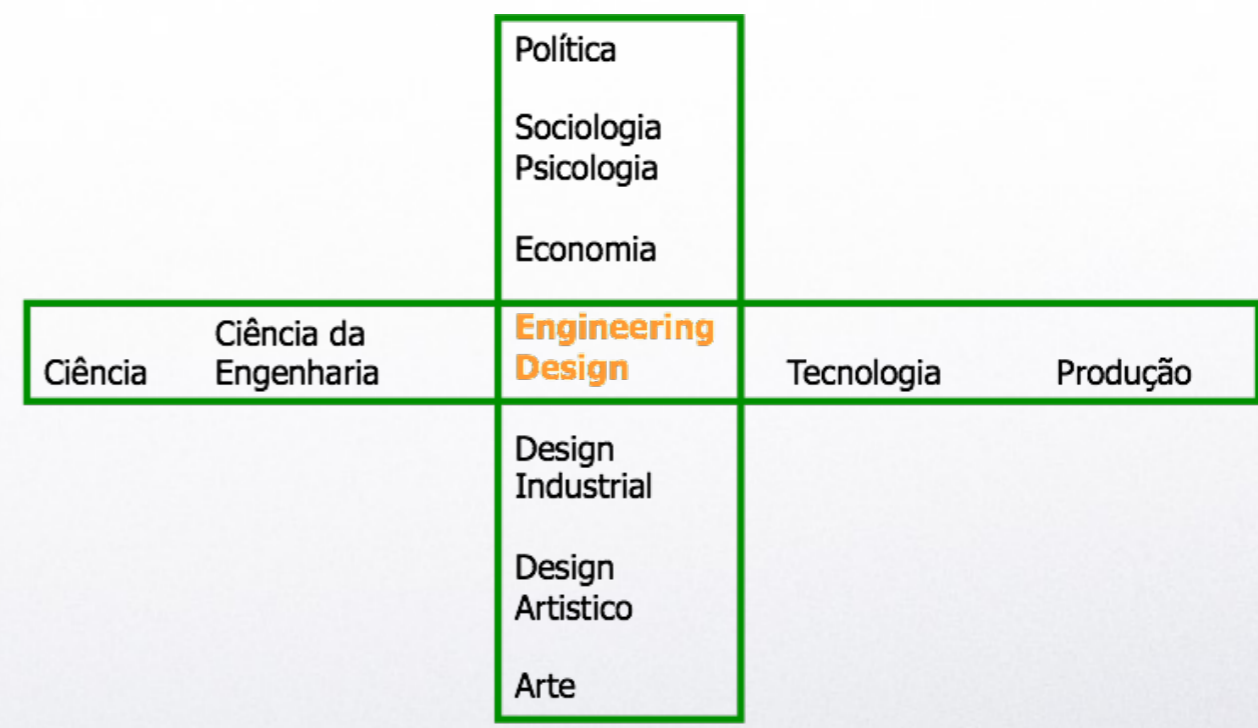 Política
Sociologia
Psicologia
Economia
Ciência
Ciência da
Engenharia
Engineering
Design
Tecnologia
Produção
Design
Industrial
Design
Artistico
Arte